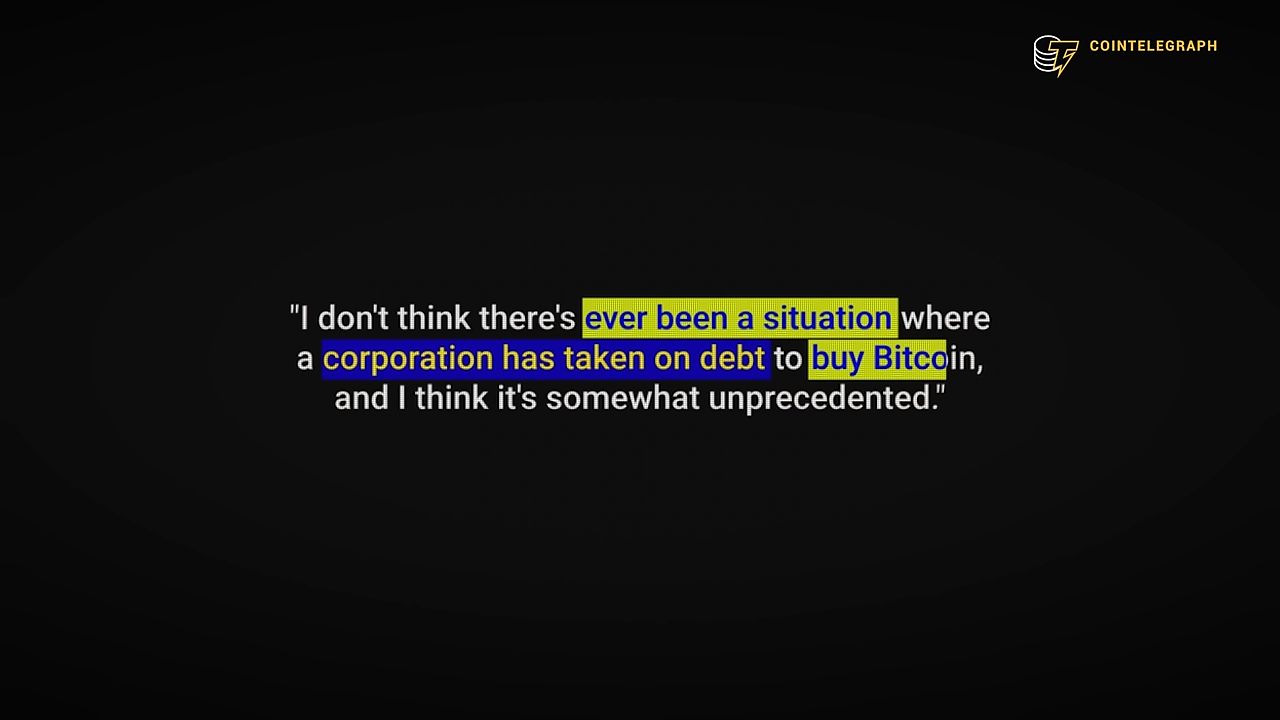 COINTELEGRAPH
"I don't think there's ever been a situation where
a corporation has taken on debt to buy Bitcoin,
and I think it's somewhat unprecedented."